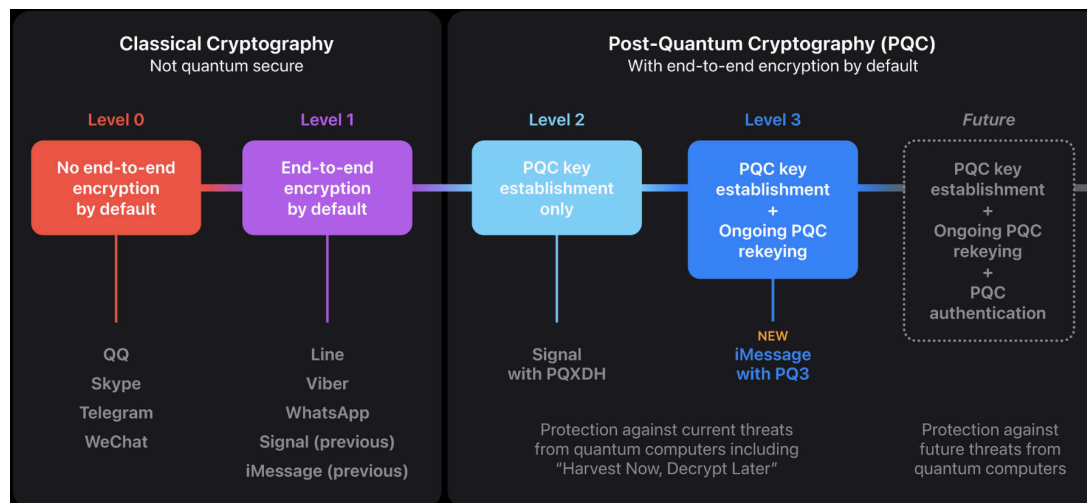 Classical Cryptography
Not quantum secure
Post-Quantum Cryptography (PQC)
With end-to-end encryption by default
Level 0
No end-to-end
encryption
by default
QQ
Skype
Telegram
WeChat
Level 1
End-to-end
encryption
by default
Line
Viber
WhatsApp
Signal (previous)
iMessage (previous)
Level 2
PQC key
establishment
only
Signal
with PQXDH
Level 3
PQC key
establishment
+
Ongoing PQC
rekeying
NEW
iMessage
with PQ3
Protection against current threats
from quantum computers including
“Harvest Now, Decrypt Later”
Future
PQC key
establishment
+
Ongoing PQC
rekeying
+
PQC
authentication
Protection against
future threats from
quantum computers